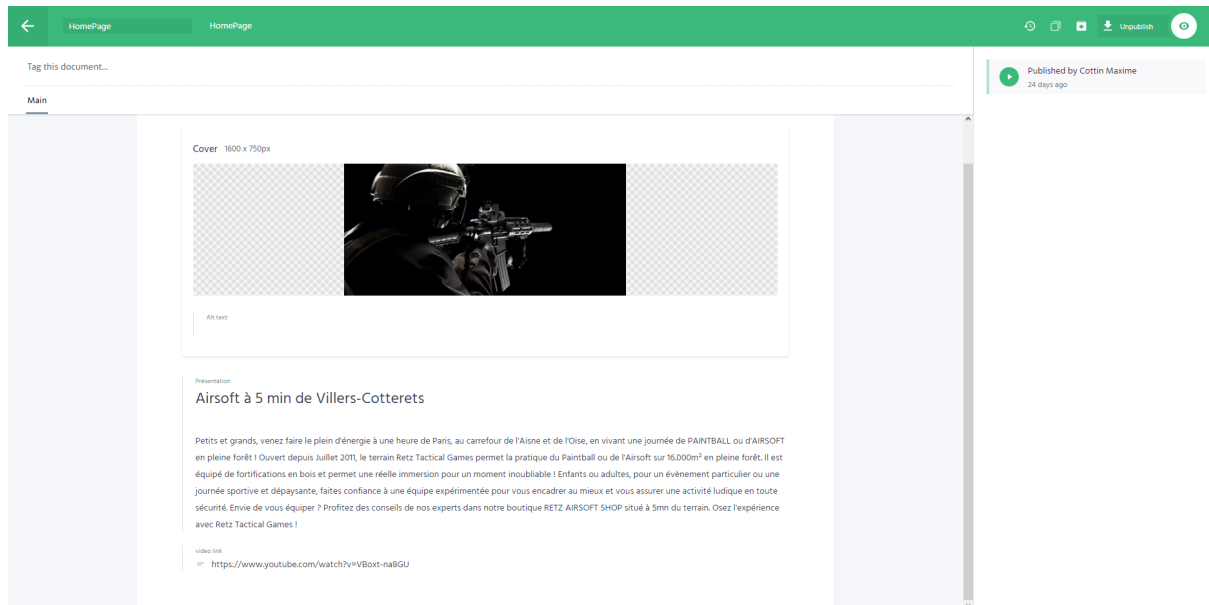 HomePage
HomePage
Unpublish
Tag this document...
Main
Published by Cottin Maxime
24 days ago
Cover 1600 x 750px
Alt text
Présentation
Airsoft à 5 min de Villers-Cotterets
Petits et grands, venez faire le plein d'énergie à une heure de Paris, au carrefour de l'Aisne et de l'Oise, en vivant une journée de PAINTBALL ou d'AIRSOFT
en pleine forêt ! Ouvert depuis Juillet 2011, le terrain Retz Tactical Games permet la pratique du Paintball ou de l'Airsoft sur 16.000m² en pleine forêt. Il est
équipé de fortifications en bois et permet une réelle immersion pour un moment inoubliable ! Enfants ou adultes, pour un évènement particulier ou une
journée sportive et dépaysante, faites confiance à une équipe expérimentée pour vous encadrer au mieux et vous assurer une activité ludique en toute
sécurité. Envie de vous équiper ? Profitez des conseils de nos experts dans notre boutique RETZ AIRSOFT SHOP situé à 5mn du terrain. Osez l'expérience
avec Retz Tactical Games !
video link
https://www.youtube.com/watch?v=VBoxt-na8GU